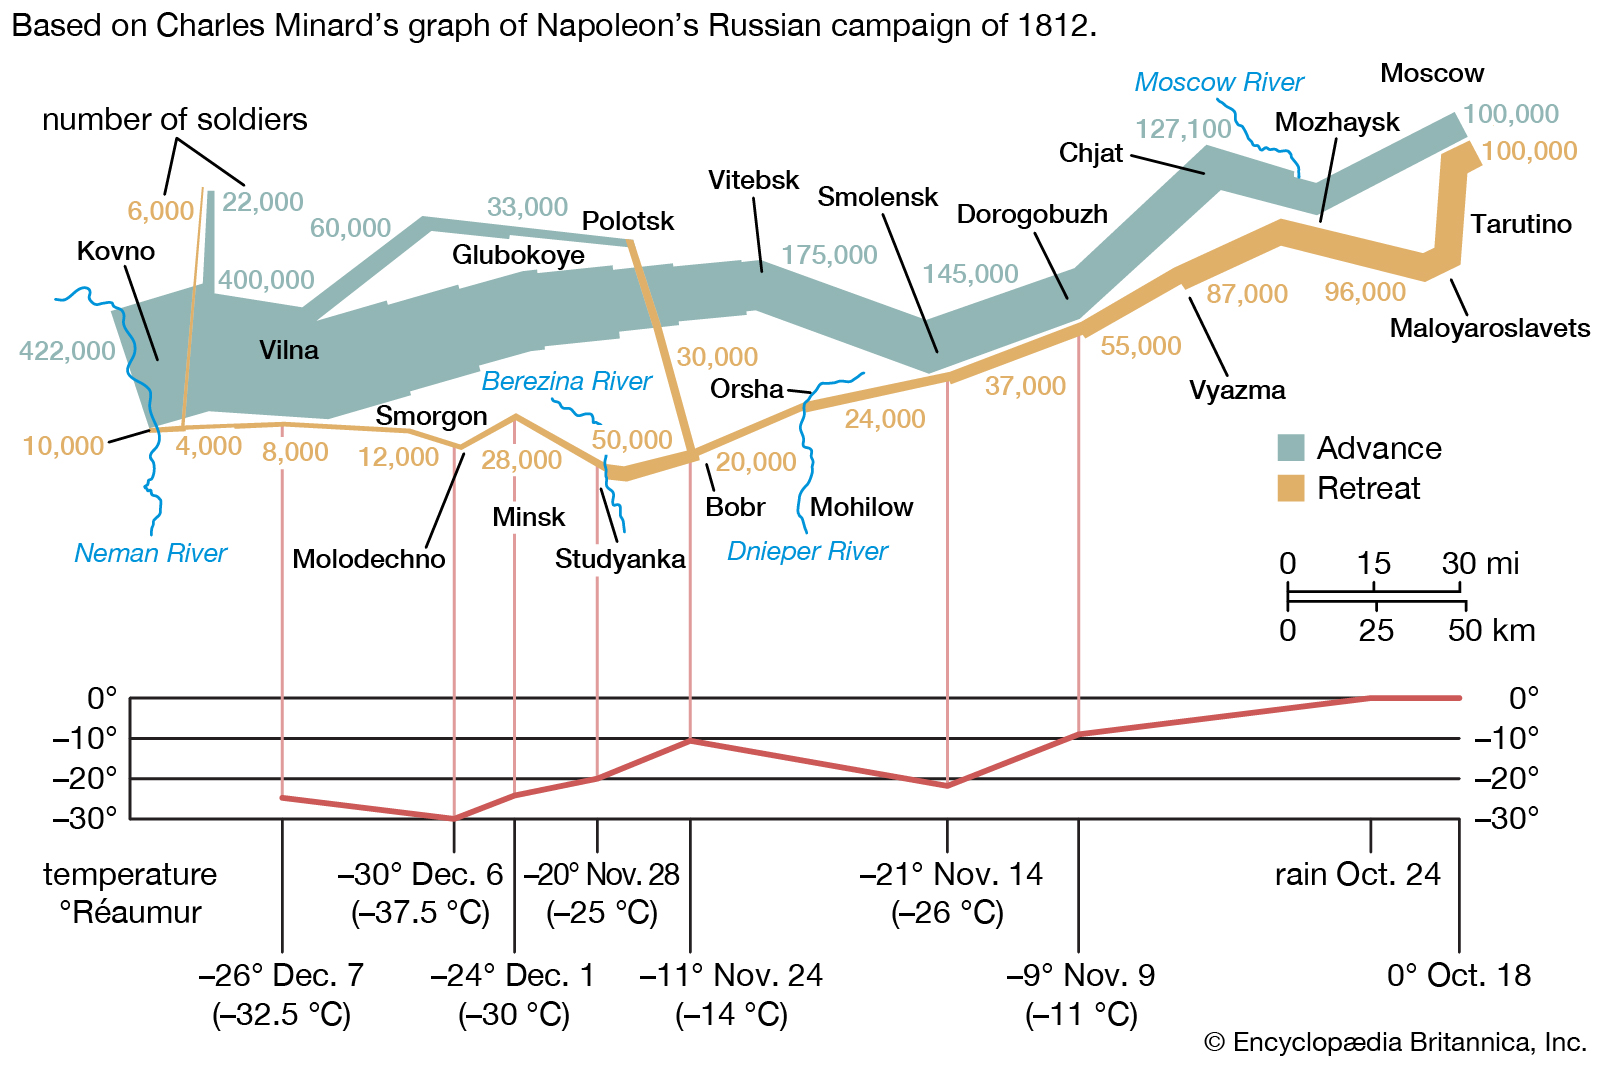 Based on Charles Minard’s graph of Napoleon’s Russian campaign of 1812.
Moscow
Moscow River
100,000
number of soldiers
Mozhaysk
127,100
Chjat
100,000
Vitebsk
Smolensk
6,000
22,000
33,000
Polotsk
Dorogobuzh
60,000
Tarutino
Kovno
Glubokoye
175,000
400,000
145,000
87,000
96,000
Maloyaroslavets
422,000
Vilna
30,000
55,000
Berezina River
Orsha
37,000
Vyazma
Smorgon
24,000
10,000
4,000
8,000
12,000
28,000
50,000
20,000
Advance
Retreat
Minsk
Bobr
Mohilow
Neman River
Molodechno
Studyanka
Dnieper River
0 15 30 mi
0 25 50 km
0° 0°
–10° –10°
–20° –20°
–30° –30°
temperature
°Réaumur
–30° Dec. 6
(–37.5 °C)
–20° Nov. 28
(–25 °C)
–21° Nov. 14
(–26 °C)
rain Oct. 24
–26° Dec. 7
(–32.5 °C)
–24° Dec. 1
(–30 °C)
–11° Nov. 24
(–14 °C)
–9° Nov. 9
(–11 °C)
0° Oct. 18
© Encyclopædia Britannica, Inc.